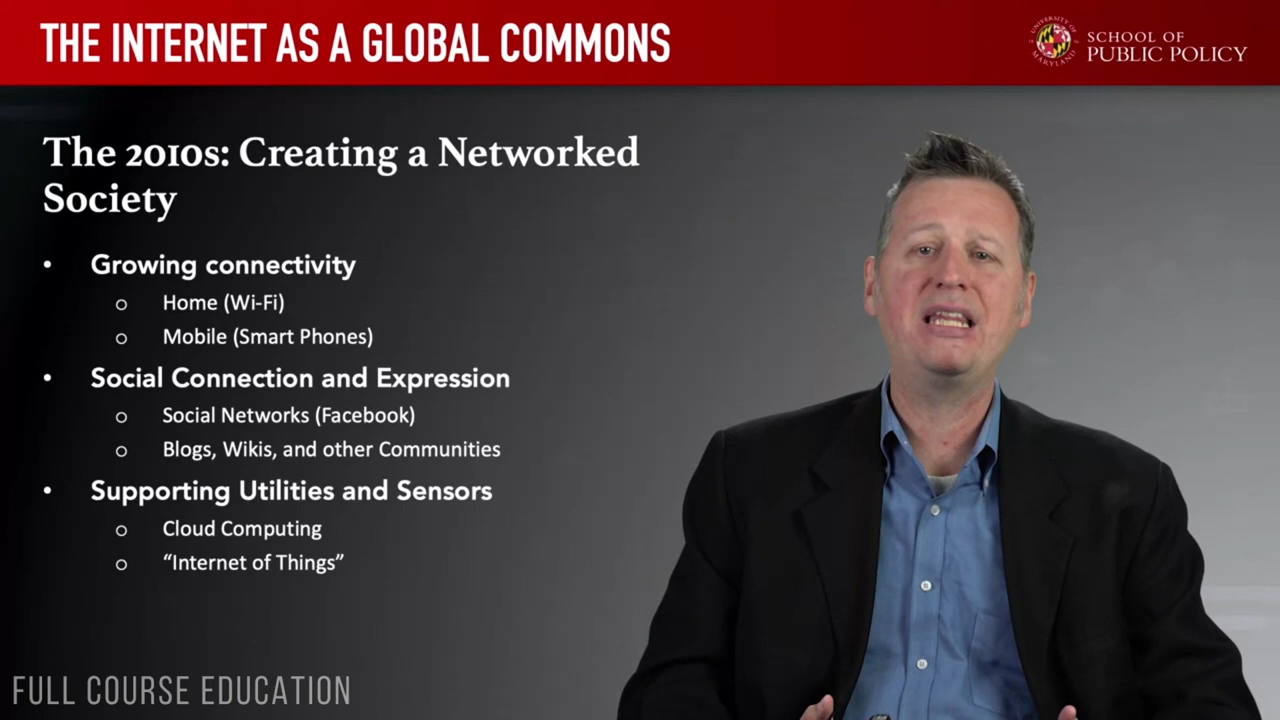 THE INTERNET AS A GLOBAL COMMONS
UNIVERSITY OF
MARYLAND
SCHOOL OF
PUBLIC POLICY
The 2010s: Creating a Networked
Society
• Growing connectivity
o Home (Wi-Fi)
o Mobile (Smart Phones)
• Social Connection and Expression
o Social Networks (Facebook)
o Blogs, Wikis, and other Communities
• Supporting Utilities and Sensors
o Cloud Computing
o “Internet of Things”
FULL COURSE EDUCATION